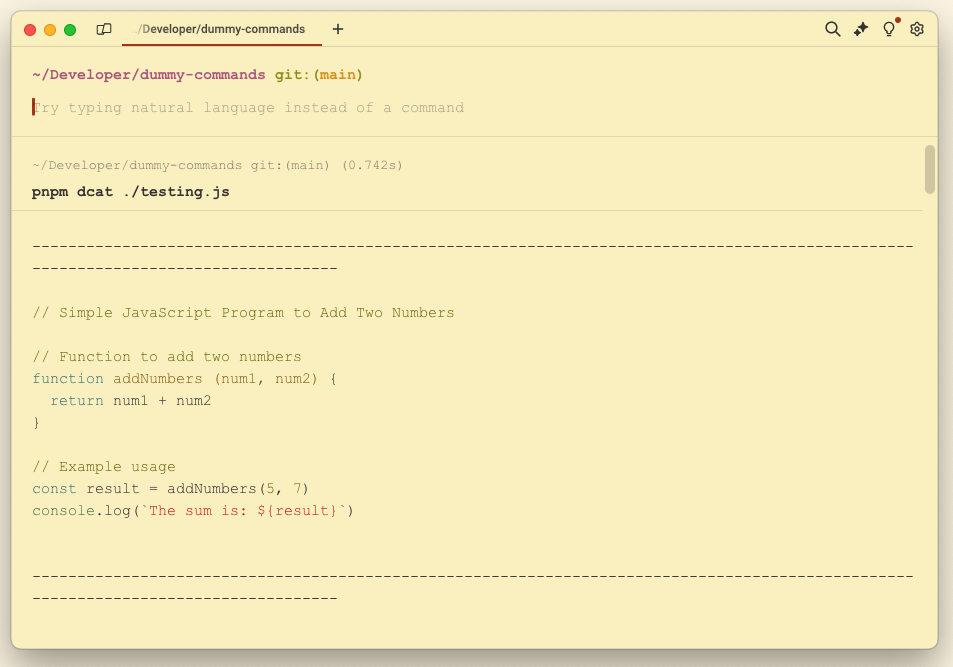 ../Developer/dummy-commands
~/Developer/dummy-commands git:(main)
Try typing natural language instead of a command
~/Developer/dummy-commands git:(main) (0.742s)
pnpm dcat ./testing.js
--------------------------------------------------------------------------------------------------
----------------------------------
// Simple JavaScript Program to Add Two Numbers
// Function to add two numbers
function addNumbers (num1, num2) {
  return num1 + num2
}
// Example usage
const result = addNumbers(5, 7)
console.log(`The sum is: ${result}`)
--------------------------------------------------------------------------------------------------
----------------------------------